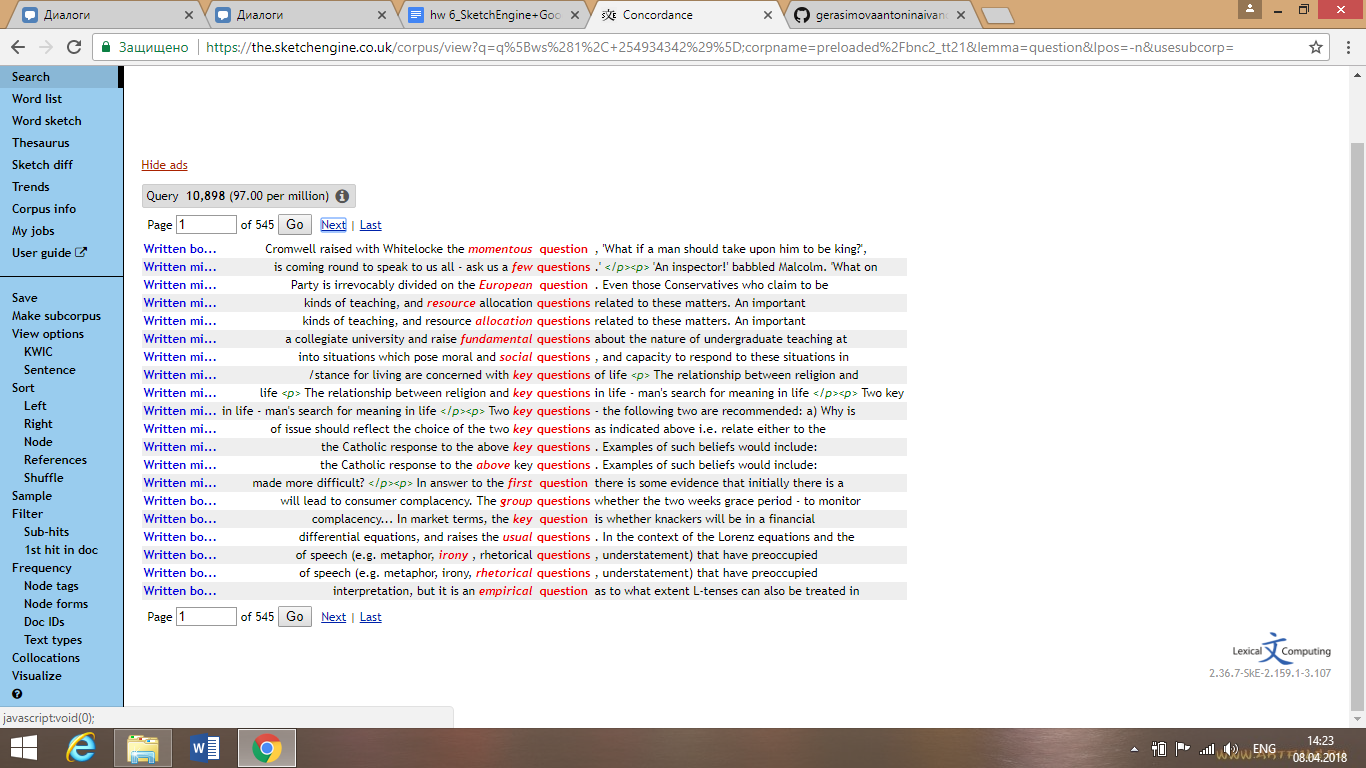 Диалоги
Диалоги
hw 6_SketchEngine+Goo
Concordance
gerasimovaantoninaivan
Защищено
https://the.sketchengine.co.uk/corpus/view?q=q%5Bws%281%2C+254934342%29%5D;corpname=preloaded%2Fbnc2_tt21&lemma=question&lpos=-n&usesubcorp=
Search
Word list
Word sketch
Thesaurus
Sketch diff
Trends
Corpus info
My jobs
User guide
Save
Make subcorpus
View options
KWIC
Sentence
Sort
Left
Right
Node
References
Shuffle
Sample
Filter
Sub-hits
1st hit in doc
Frequency
Node tags
Node forms
Doc IDs
Text types
Collocations
Visualize
?
Hide ads
Query 10,898 (97.00 per million) i
Page 1 of 545 Go Next | Last
Written bo... Cromwell raised with Whitelocke the momentous question , 'What if a man should take upon him to be king?',
Written mi... is coming round to speak to us all - ask us a few questions .' </p><p> 'An inspector!' babbled Malcolm. 'What on
Written mi... Party is irrevocably divided on the European question . Even those Conservatives who claim to be
Written mi... kinds of teaching, and resource allocation questions related to these matters. An important
Written mi... kinds of teaching, and resource allocation questions related to these matters. An important
Written mi... a collegiate university and raise fundamental questions about the nature of undergraduate teaching at
Written mi... into situations which pose moral and social questions , and capacity to respond to these situations in
Written mi... /stance for living are concerned with key questions of life <p> The relationship between religion and
Written mi... life <p> The relationship between religion and key questions in life - man's search for meaning in life </p><p> Two key
Written mi... in life - man's search for meaning in life </p><p> Two key questions - the following two are recommended: a) Why is
Written mi... of issue should reflect the choice of the two key questions as indicated above i.e. relate either to the
Written mi... the Catholic response to the above key questions . Examples of such beliefs would include:
Written mi... the Catholic response to the above key questions . Examples of such beliefs would include:
Written mi... made more difficult? </p><p> In answer to the first question there is some evidence that initially there is a
Written bo... will lead to consumer complacency. The group questions whether the two weeks grace period - to monitor
Written bo... complacency... In market terms, the key question is whether knackers will be in a financial
Written bo... differential equations, and raises the usual questions . In the context of the Lorenz equations and the
Written bo... of speech (e.g. metaphor, irony , rhetorical questions , understatement) that have preoccupied
Written bo... of speech (e.g. metaphor, irony, rhetorical questions , understatement) that have preoccupied
Written bo... interpretation, but it is an empirical question as to what extent L-tenses can also be treated in
Page 1 of 545 Go Next | Last
Lexical Computing
2.36.7-SkE-2.159.1-3.107
javascript:void(0);
ENG
14:23
08.04.2018